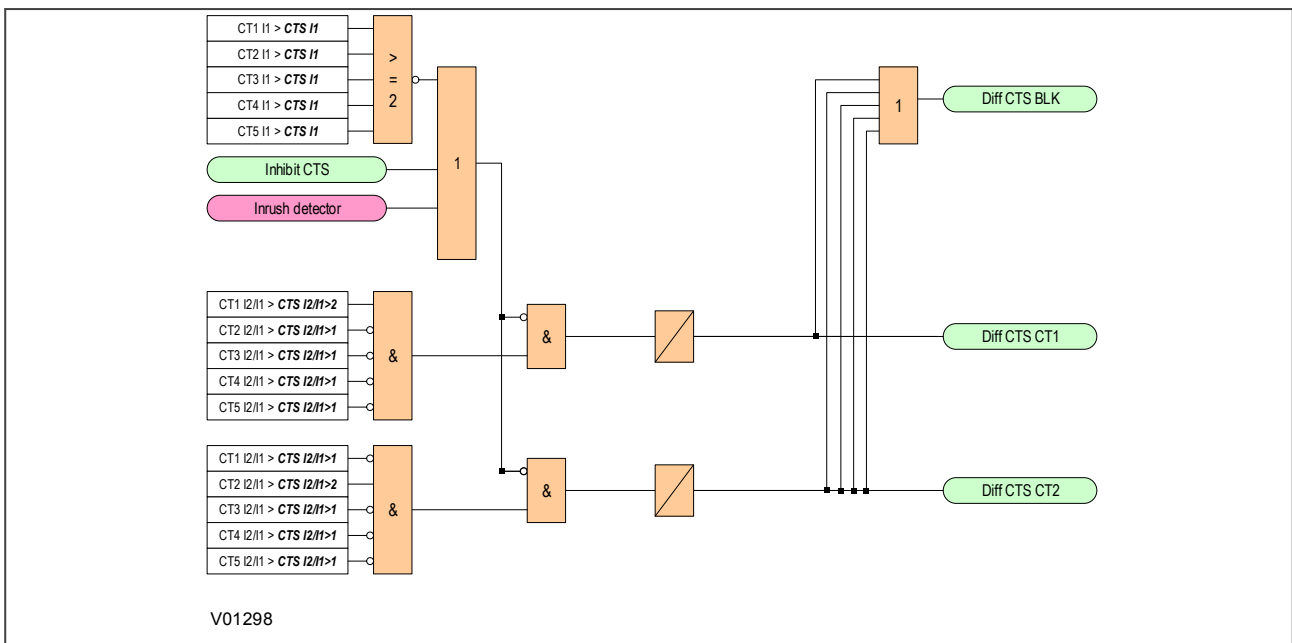 CT1 I1 > CTS I1
CT2 I1 > CTS I1
CT3 I1 > CTS I1
CT4 I1 > CTS I1
CT5 I1 > CTS I1
>
=
2
Inhibit CTS
Inrush detector
1
1
Diff CTS BLK
CT1 I2/I1 > CTS I2/I1>2
CT2 I2/I1 > CTS I2/I1>1
CT3 I2/I1 > CTS I2/I1>1
CT4 I2/I1 > CTS I2/I1>1
CT5 I2/I1 > CTS I2/I1>1
&
&
Diff CTS CT1
CT1 I2/I1 > CTS I2/I1>1
CT2 I2/I1 > CTS I2/I1>2
CT3 I2/I1 > CTS I2/I1>1
CT4 I2/I1 > CTS I2/I1>1
CT5 I2/I1 > CTS I2/I1>1
&
&
Diff CTS CT2
V01298